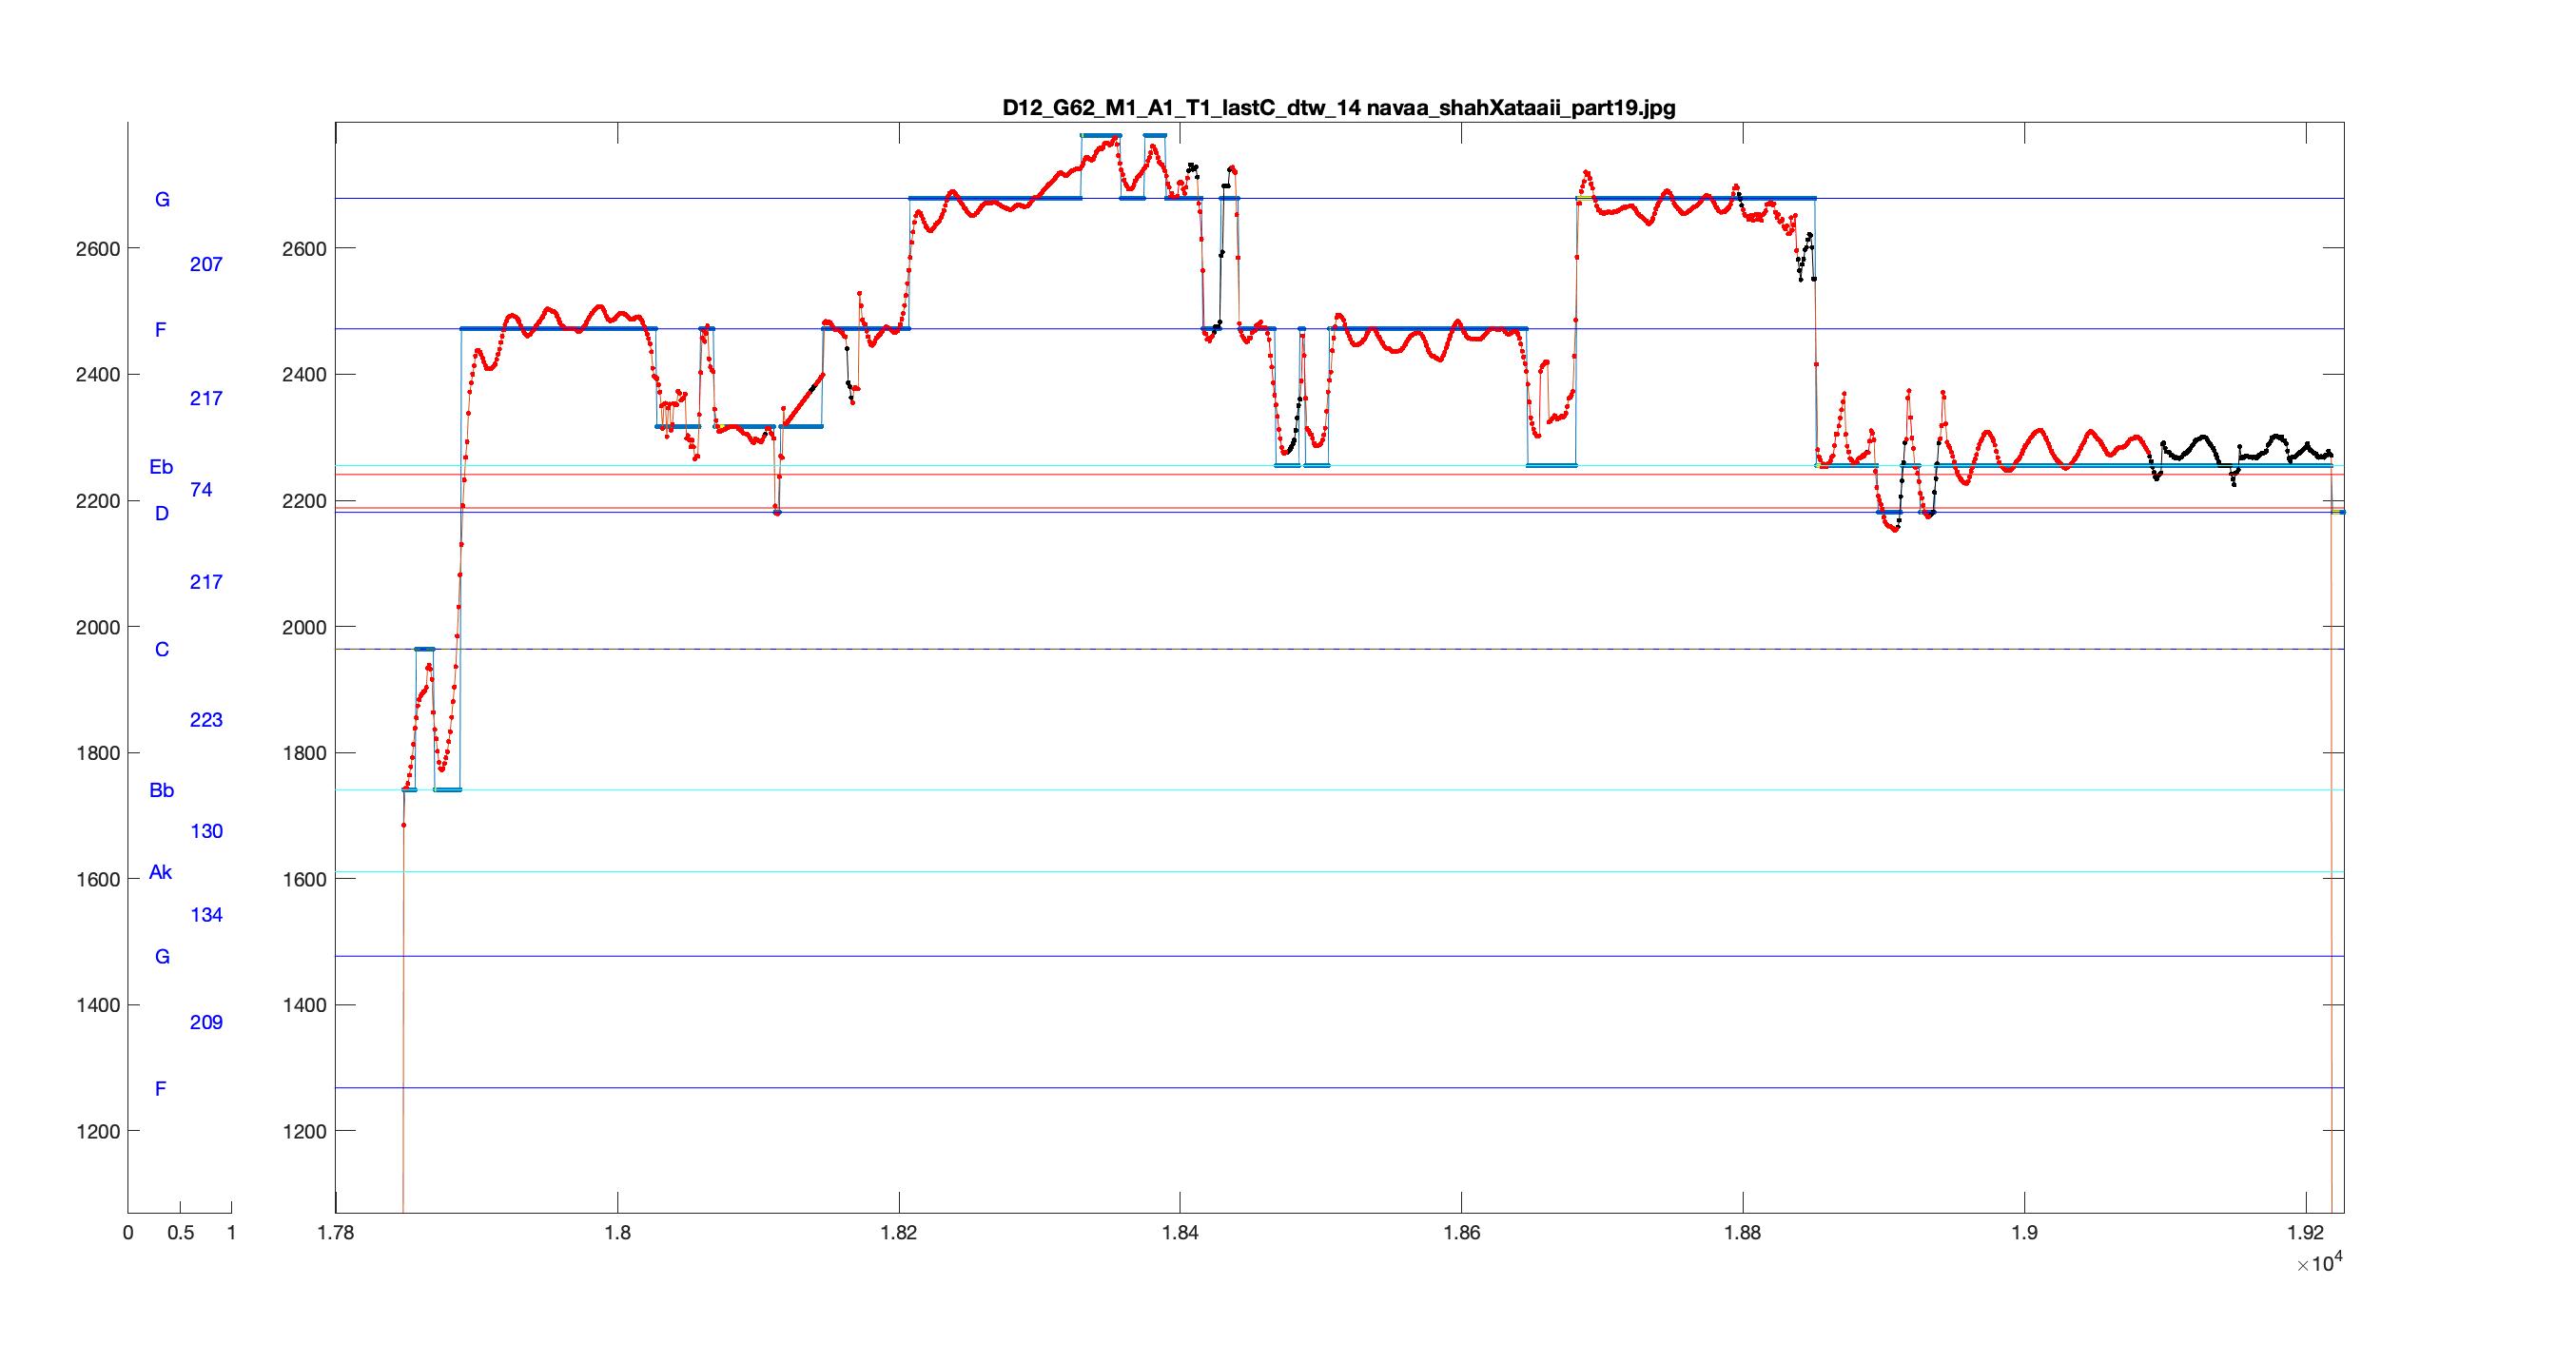 D12_G62_M1_A1_T1_lastC_dtw_14 navaa_shahXataaii_part19.jpg
G
2600 2600
207
F
2400 2400
217
Eb
74
2200 2200
D
217
2000 2000
C
223
1800 1800
Bb
130
Ak
1600 1600
134
G
1400 1400
209
F
1200 1200
0 0.5 1 1.78 1.8 1.82 1.84 1.86 1.88 1.9 1.92
×10⁴